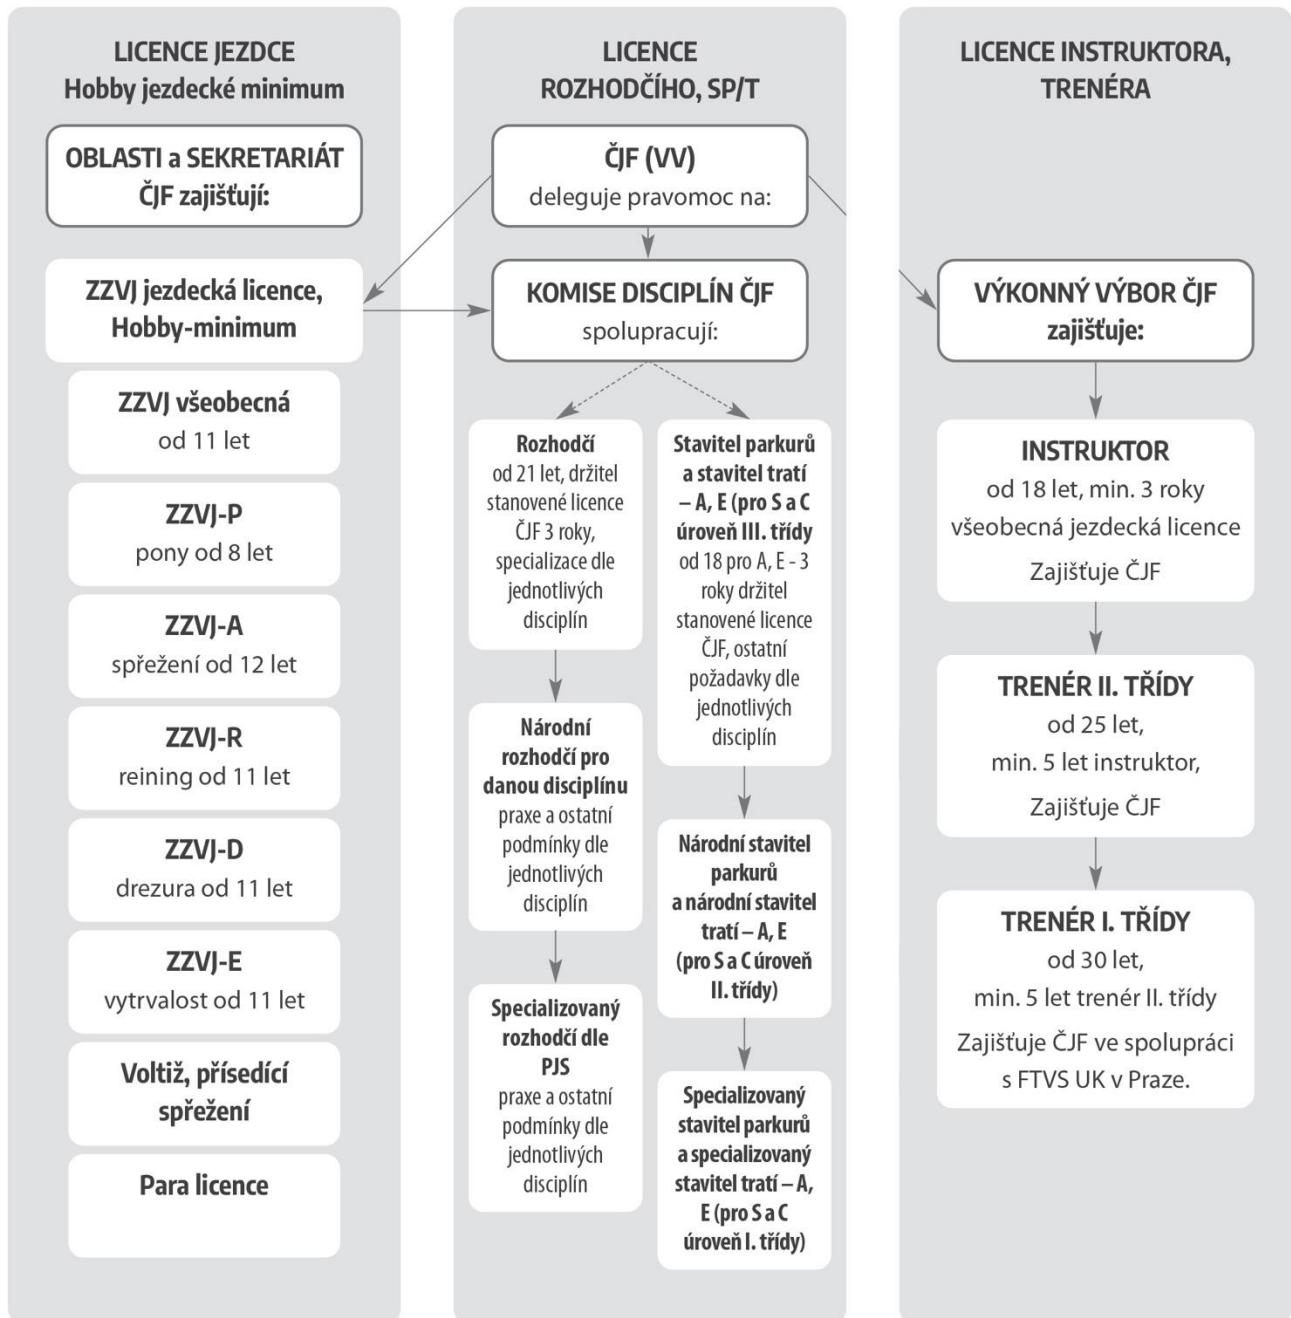 LICENCE JEZDCE
Hobby jezdecké minimum
OBLASTI a SEKRETARIÁT
ČJF zajišťují:
ZZVJ jezdecká licence,
Hobby-minimum
ZZVJ všeobecná
od 11 let
ZZVJ-P
pony od 8 let
ZZVJ-A
spřežení od 12 let
ZZVJ-R
reining od 11 let
ZZVJ-D
drezura od 11 let
ZZVJ-E
vytrvalost od 11 let
Voltiž, přísedící
spřežení
Para licence
LICENCE
ROZHODČÍHO, SP/T
ČJF (VV)
deleguje pravomoc na:
KOMISE DISCIPLÍN ČJF
spolupracují:
Rozhodčí
od 21 let, držitel
stanovené licence
ČJF 3 roky,
specializace dle
jednotlivých
disciplín
Národní
rozhodčí pro
danou disciplínu
praxe a ostatní
podmínky dle
jednotlivých
disciplín
Specializovaný
rozhodčí dle
PJS
praxe a ostatní
podmínky dle
jednotlivých
disciplín
Stavitel parkurů
a stavitel tratí
– A, E (pro S a C
úroveň III. třídy)
od 18 pro A, E - 3
roky držitel
stanovené licence
ČJF, ostatní
požadavky dle
jednotlivých
disciplín
Národní stavitel
parkurů
a národní stavitel
tratí – A, E
(pro S a C úroveň
II. třídy)
Specializovaný
stavitel parkurů
a specializovaný
stavitel tratí – A,
E (pro S a C
úroveň I. třídy)
LICENCE INSTRUKTORA,
TRENÉRA
VÝKONNÝ VÝBOR ČJF
zajišťuje:
INSTRUKTOR
od 18 let, min. 3 roky
všeobecná jezdecká licence
Zajišťuje ČJF
TRENÉR II. TŘÍDY
od 25 let,
min. 5 let instruktor,
Zajišťuje ČJF
TRENÉR I. TŘÍDY
od 30 let,
min. 5 let trenér II. třídy
Zajišťuje ČJF ve spolupráci
s FTVS UK v Praze.